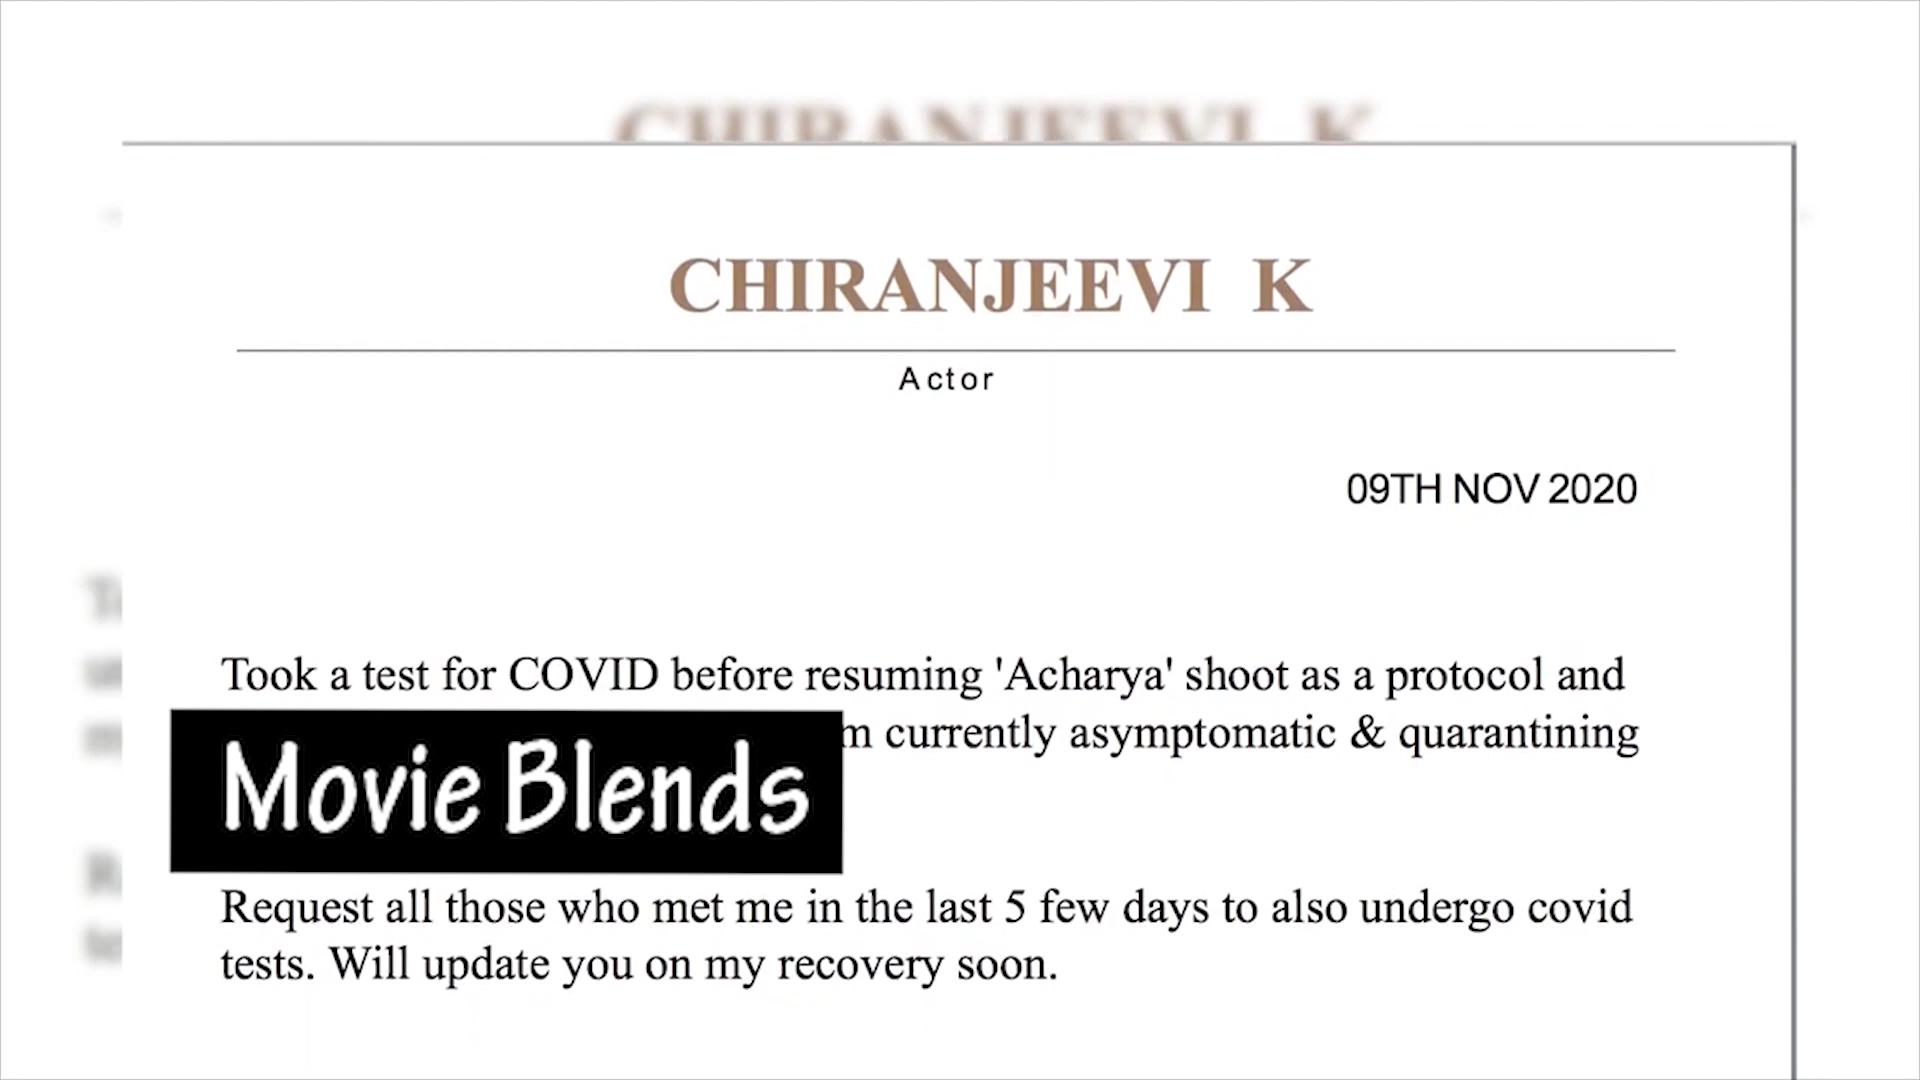 CHIRANJEEVI K
CHIRANJEEVI K
Actor
09TH NOV 2020
Took a test for COVID before resuming 'Acharya' shoot as a protocol and
currently asymptomatic & quarantining
Movie Blends
Request all those who met me in the last 5 few days to also undergo covid
tests. Will update you on my recovery soon.